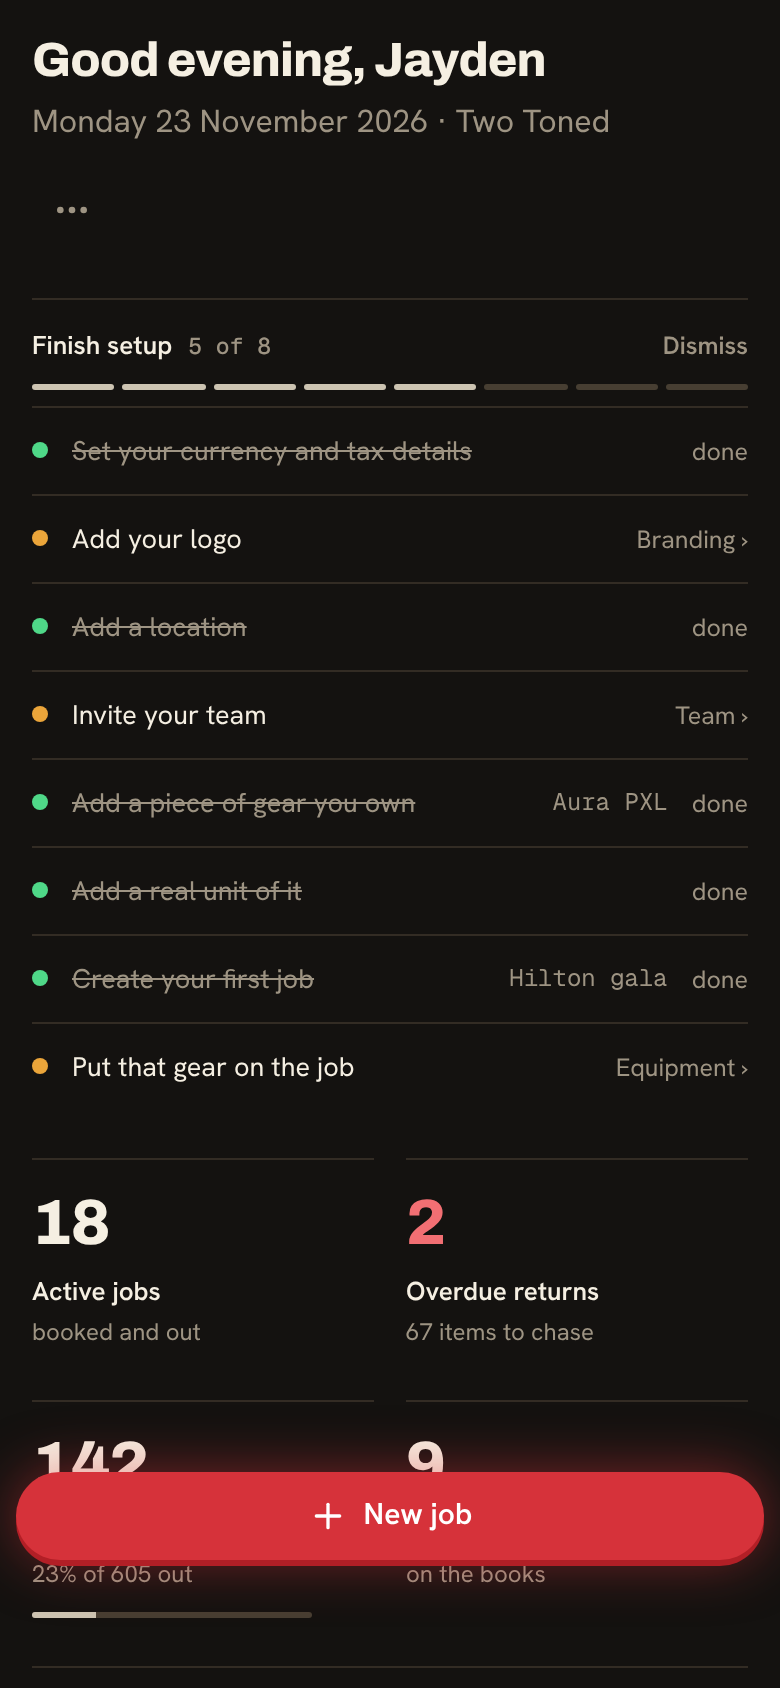 Good evening, Jayden
Monday 23 November 2026 · Two Toned
...
Finish setup 5 of 8 Dismiss
Set your currency and tax details done
Add your logo Branding ›
Add a location done
Invite your team Team ›
Add a piece of gear you own Aura PXL done
Add a real unit of it done
Create your first job Hilton gala done
Put that gear on the job Equipment ›
18 2
Active jobs Overdue returns
booked and out 67 items to chase
142 9
+ New job
23% of 605 out on the books